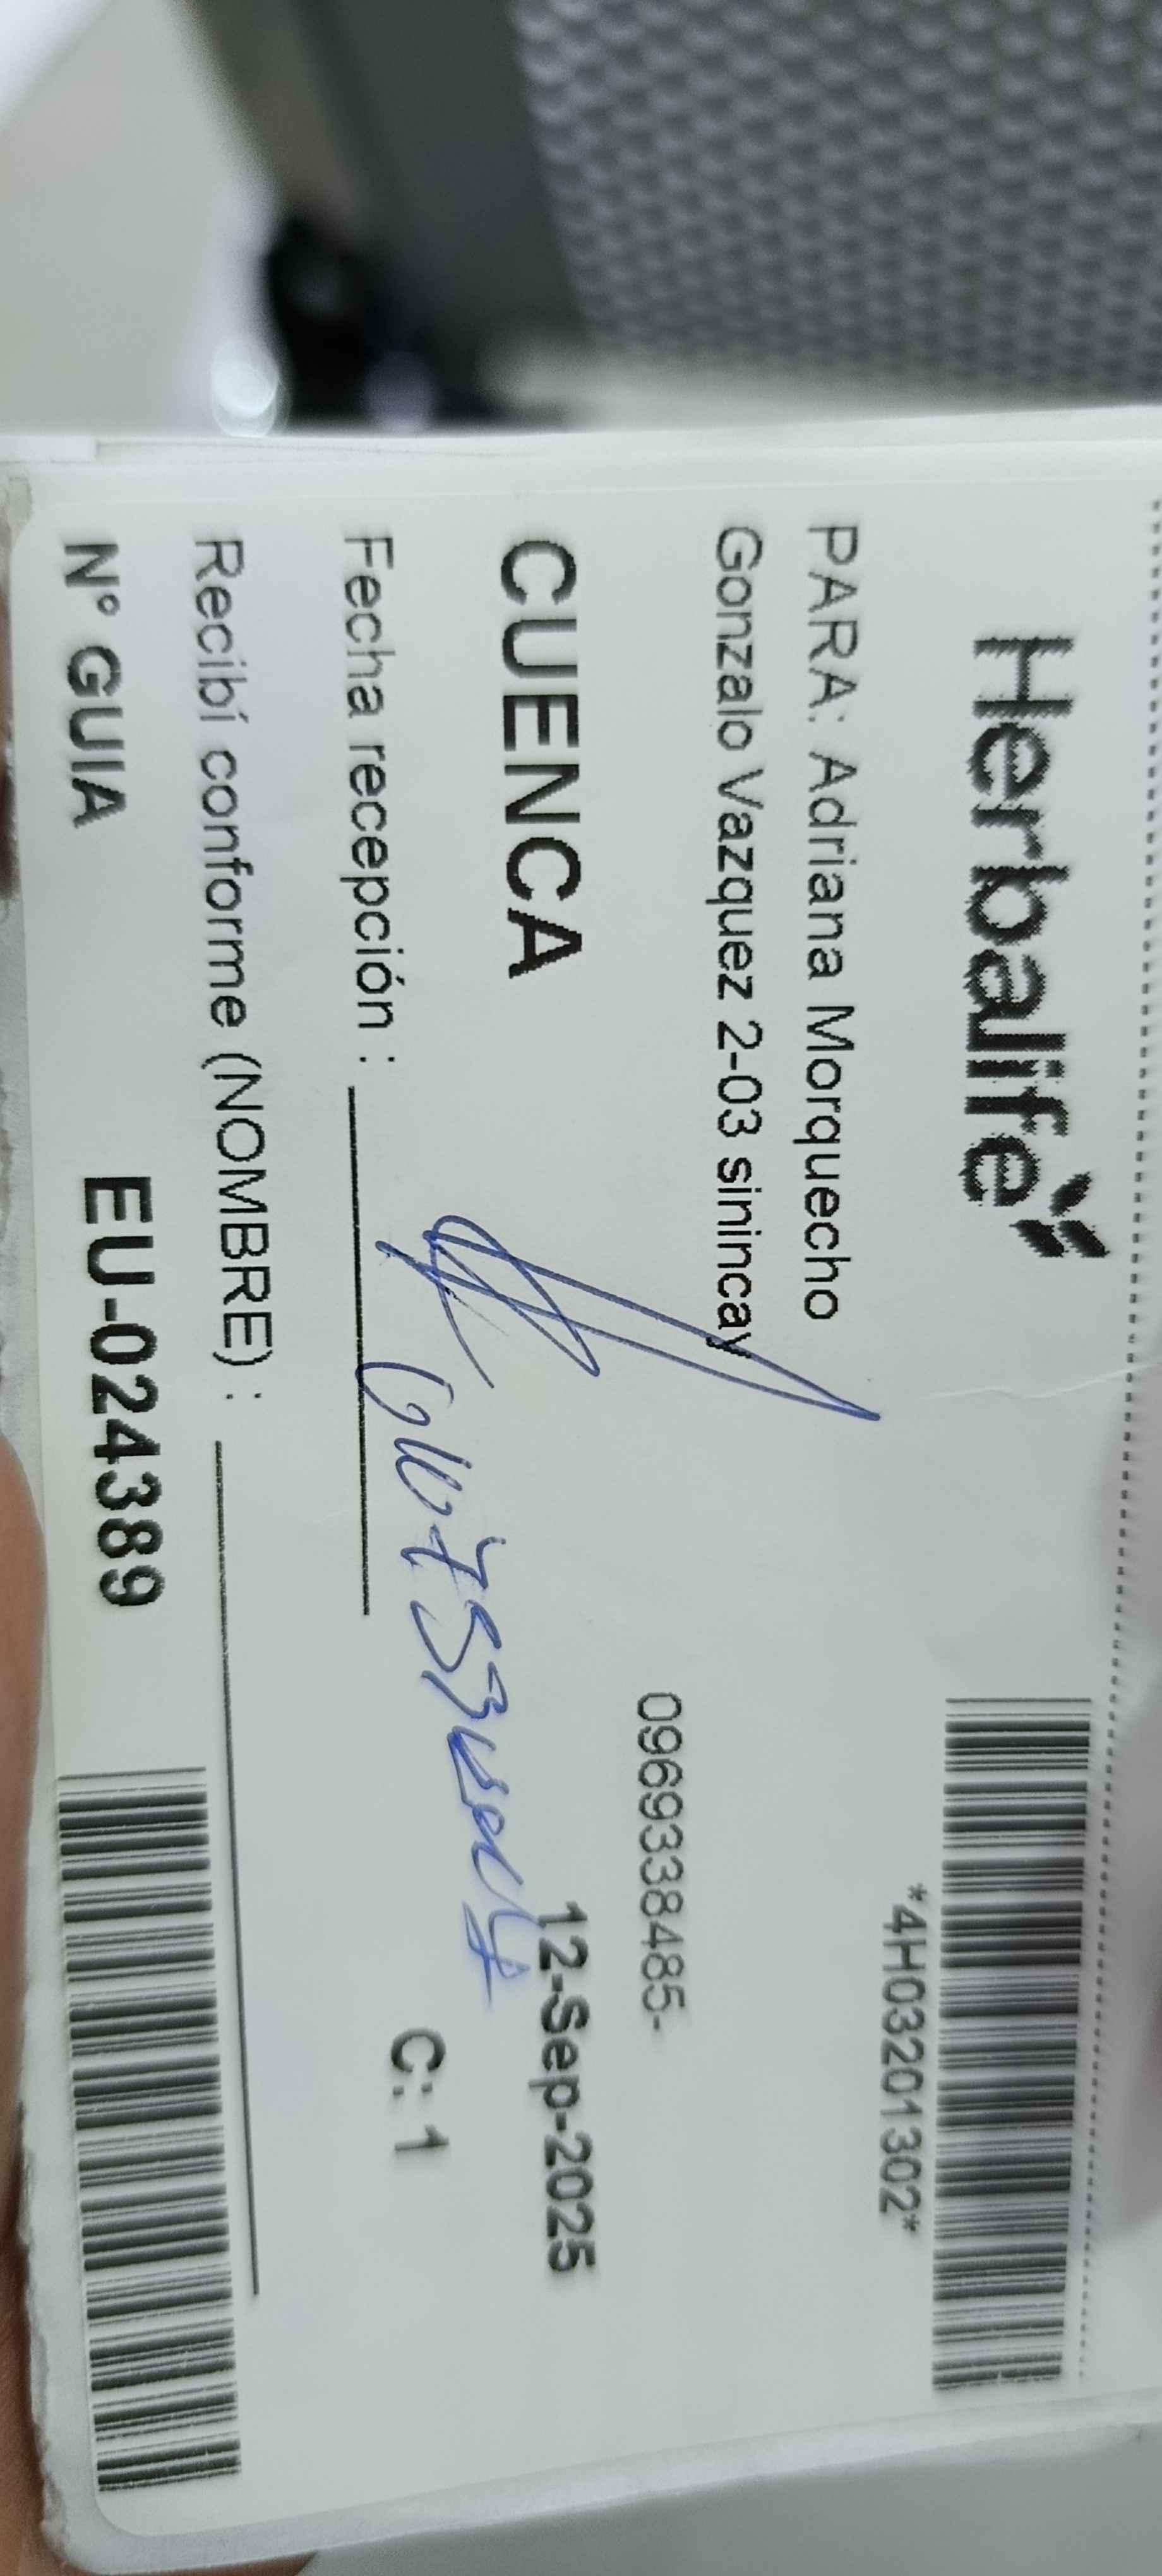 Herbalife
*4H03201302*
PARA: Adriana Morquecho
Gonzalo Vazquez 2-03 sinincay
0969338485-
CUENCA
12-Sep-2025
Fecha recepción :
C: 1
Recibí conforme (NOMBRE) :
N° GUIA EU-024389